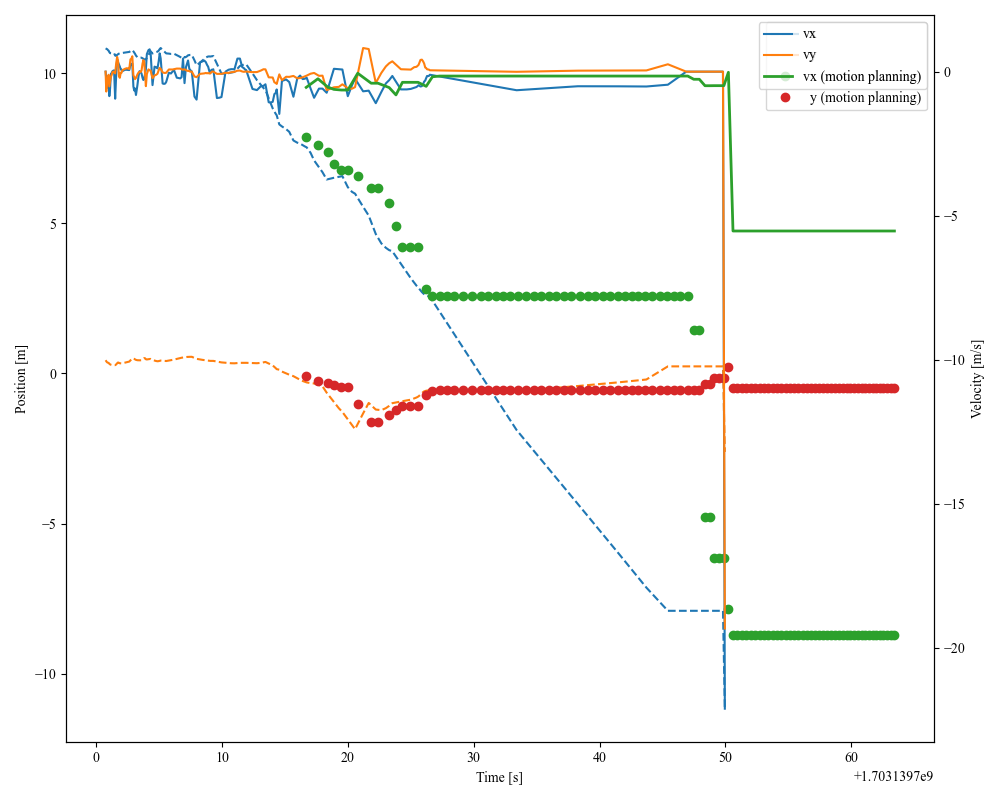 vx
vy
vx (motion planning)
y (motion planning)
10
5
0
−5
−10
0
−5
−10
−15
−20
Position [m]
Velocity [m/s]
0
10
20
30
40
50
60
Time [s]
+1.7031397e9